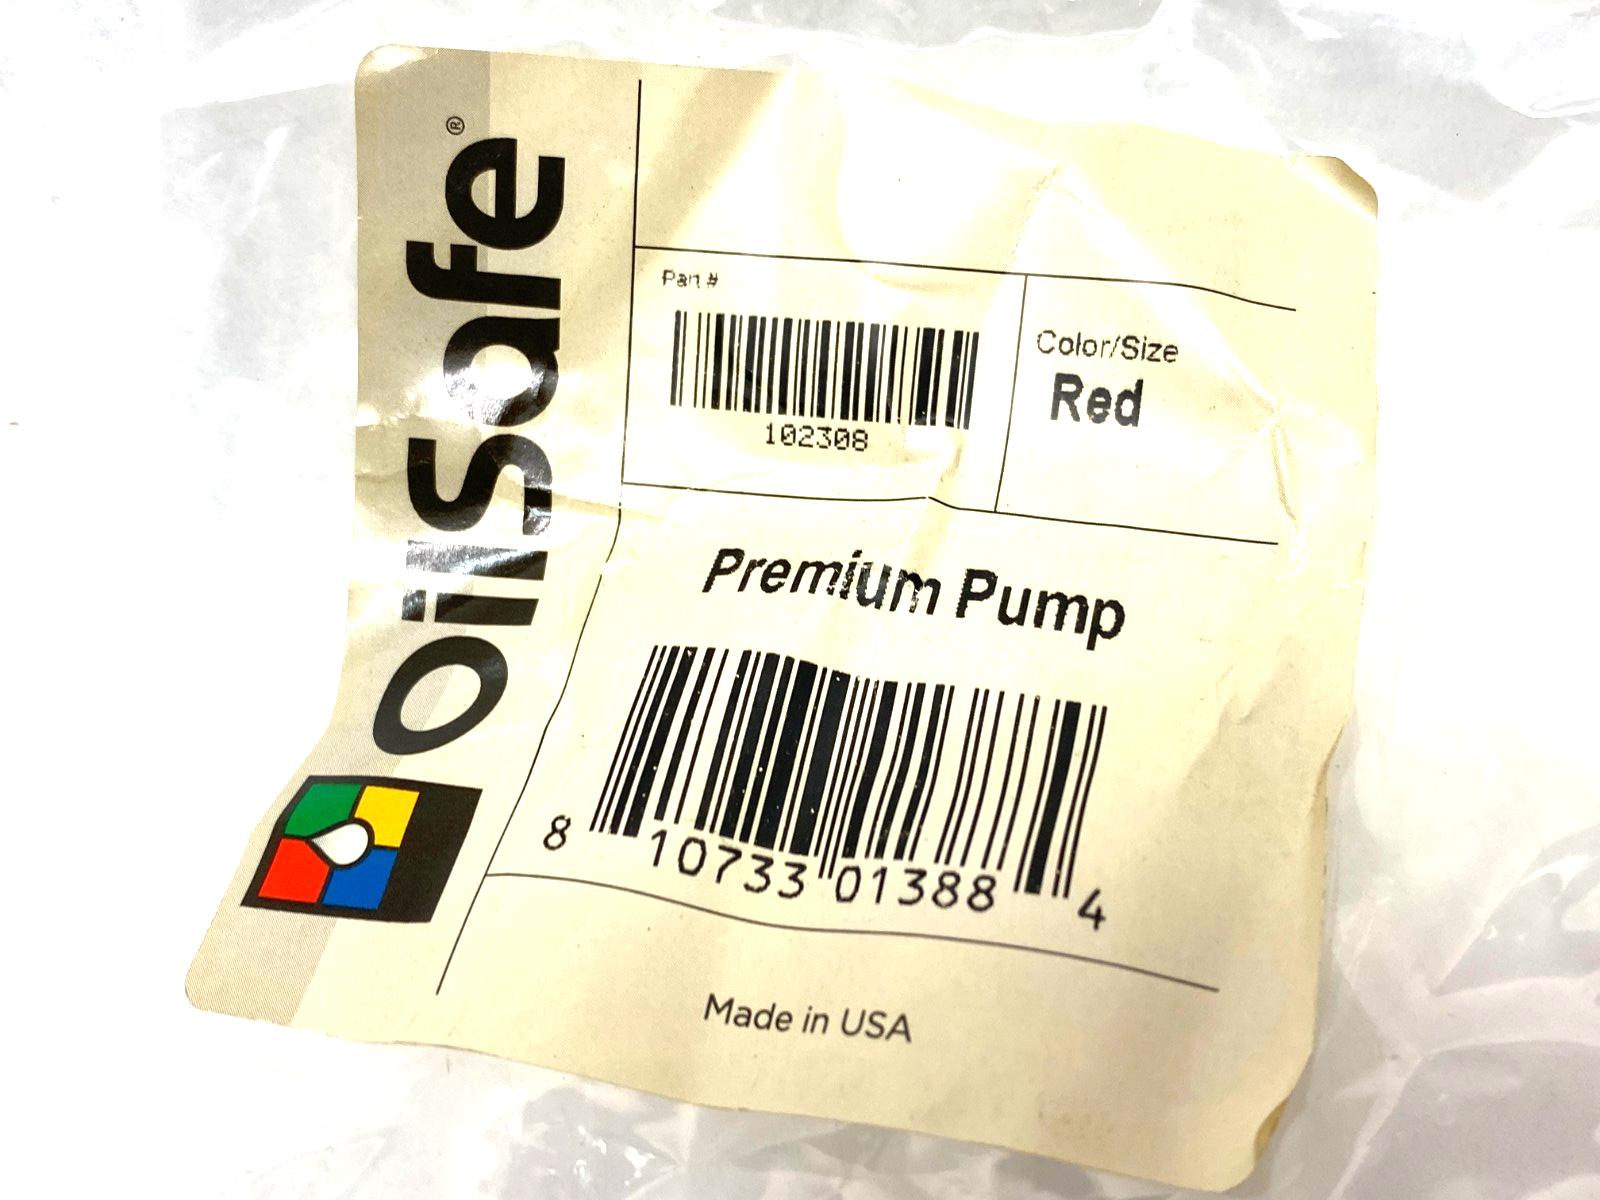 OilSafe®
Part #
102308
Color/Size
Red
Premium Pump
8 10733 01388 4
Made in USA